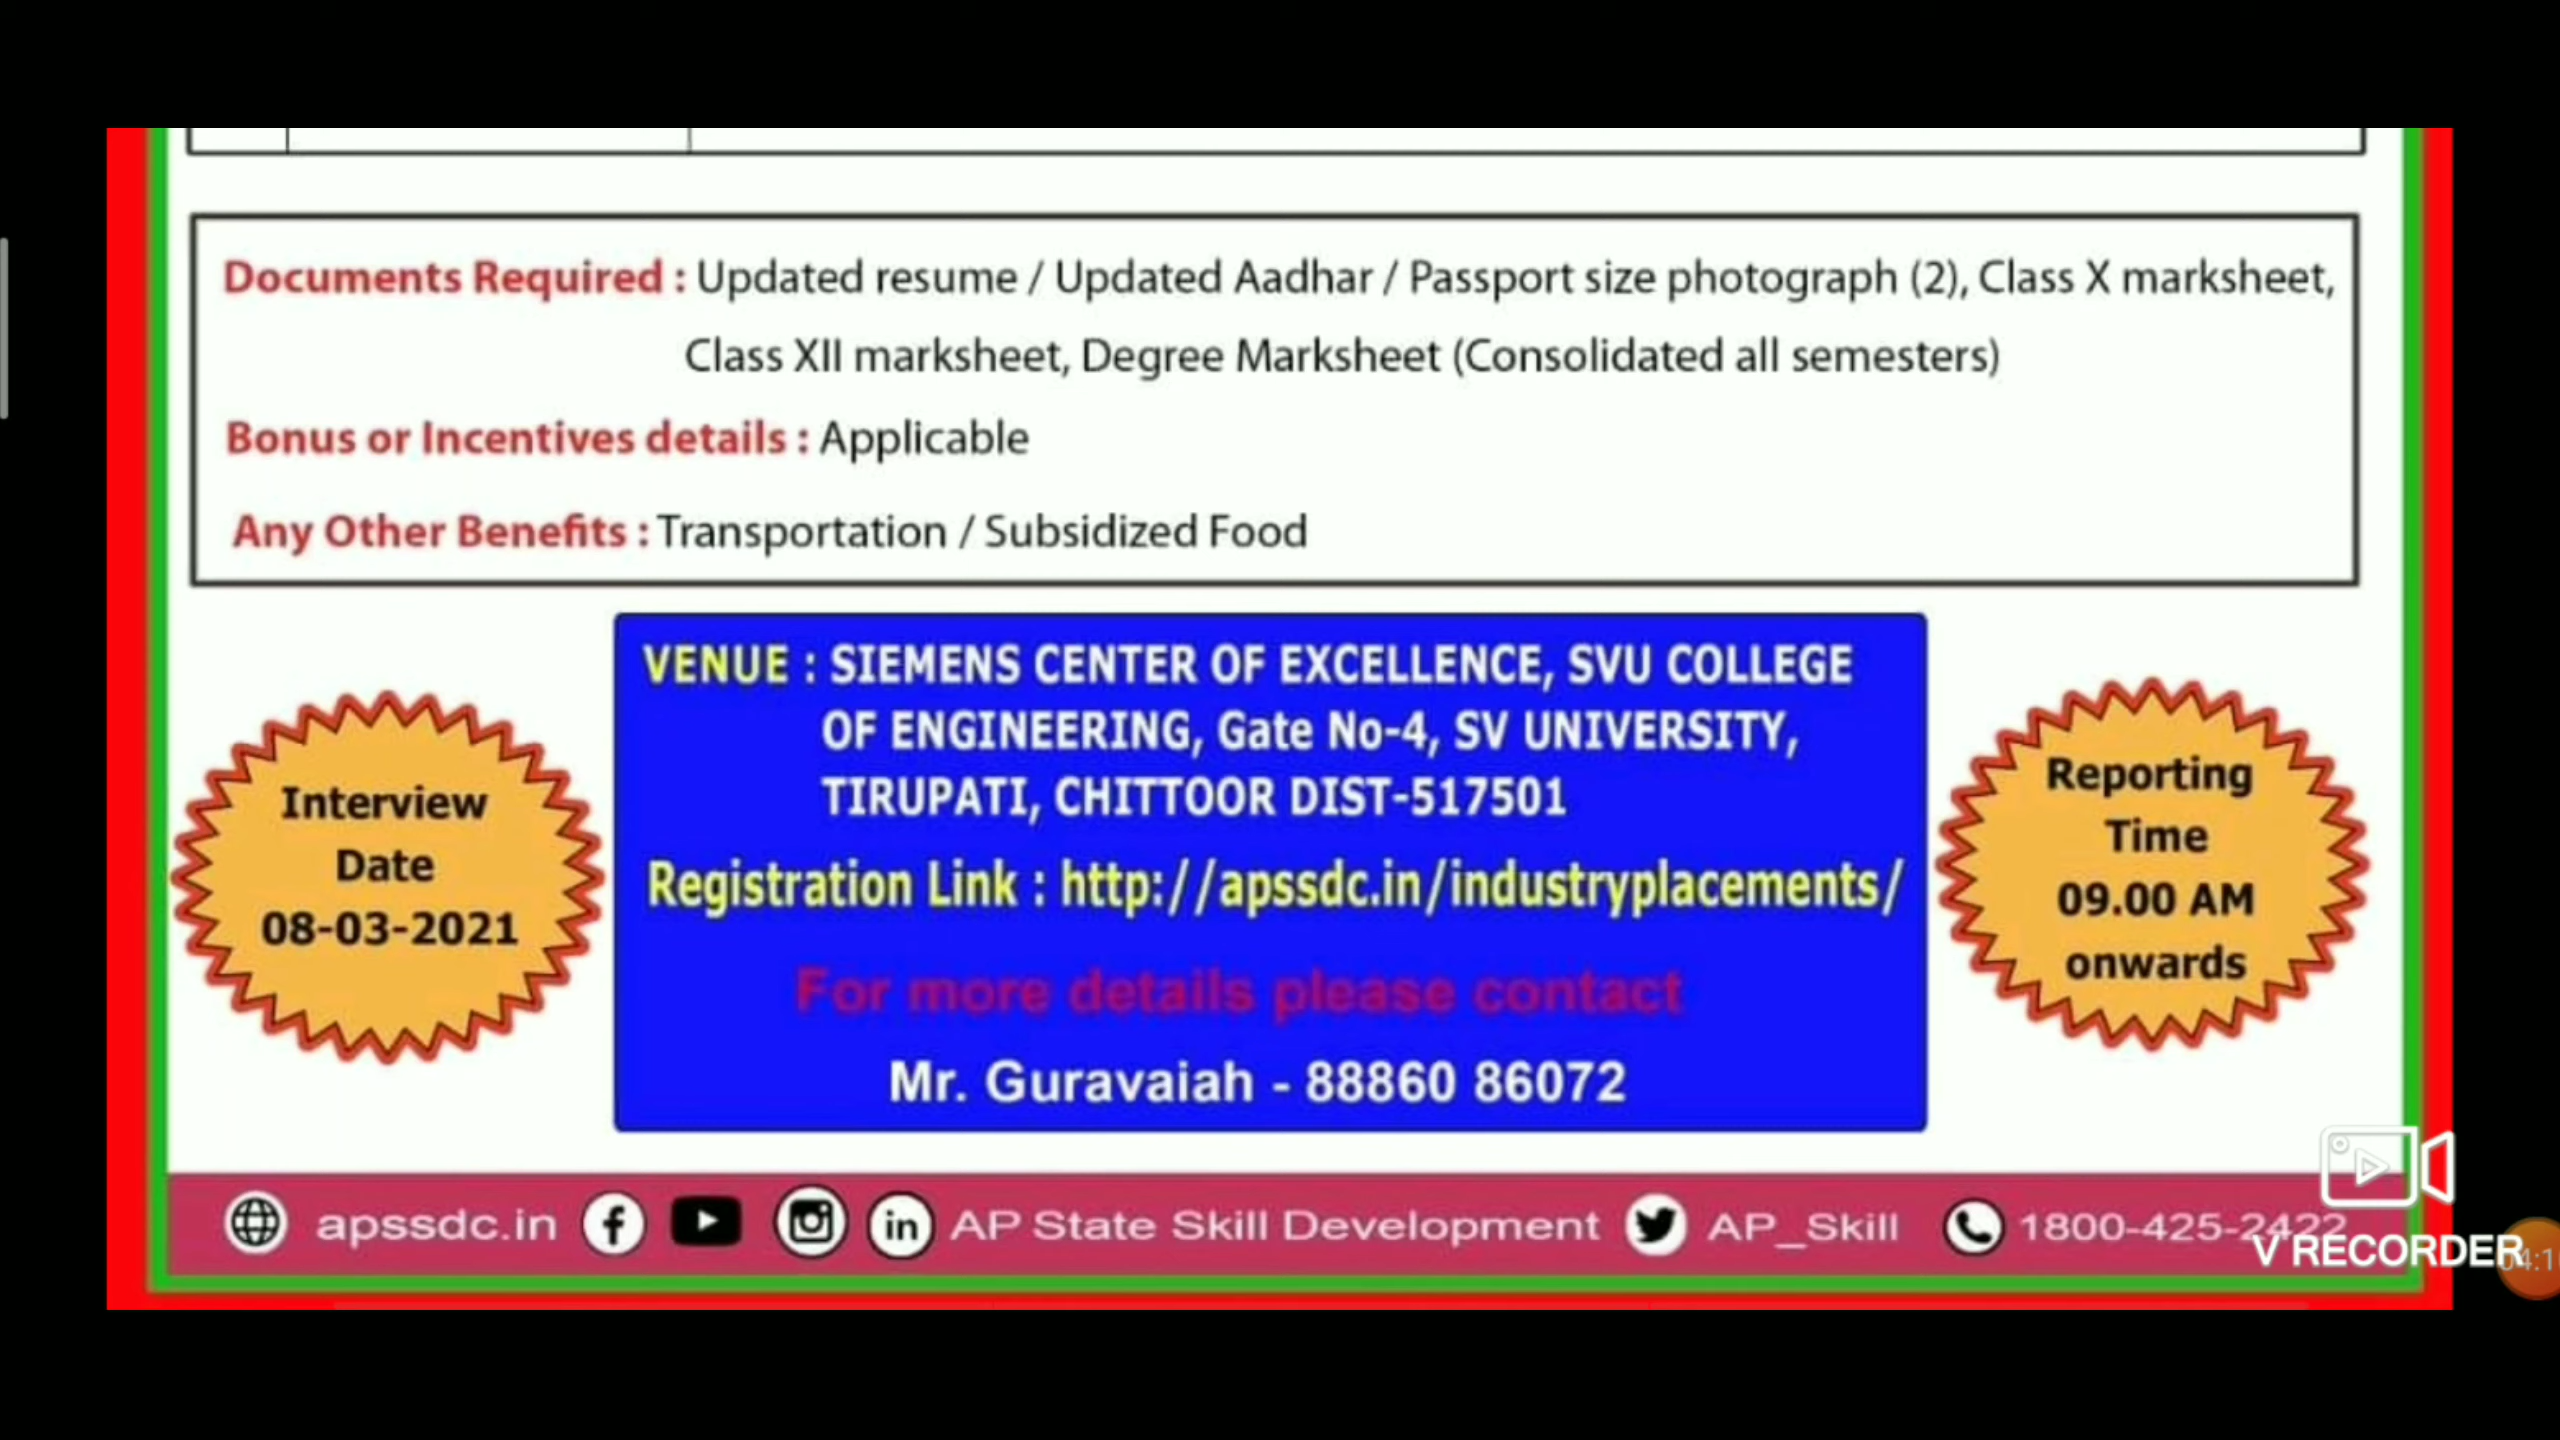 Documents Required : Updated resume / Updated Aadhar / Passport size photograph (2), Class X marksheet,
Class XII marksheet, Degree Marksheet (Consolidated all semesters)
Bonus or Incentives details : Applicable
Any Other Benefits : Transportation / Subsidized Food
Interview
Date
08-03-2021
VENUE : SIEMENS CENTER OF EXCELLENCE, SVU COLLEGE
OF ENGINEERING, Gate No-4, SV UNIVERSITY,
TIRUPATI, CHITTOOR DIST-517501
Registration Link : http://apssdc.in/industryplacements/
For more details please contact
Mr. Guravaiah - 88860 86072
Reporting
Time
09.00 AM
onwards
apssdc.in AP State Skill Development AP_Skill 1800-425-2422
V RECORDER